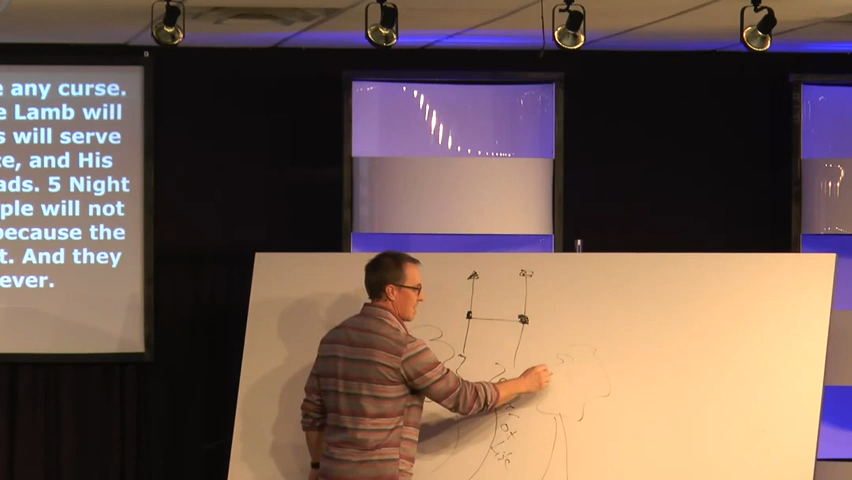 e any curse.
e Lamb will
s will serve
ce, and His
ads. 5 Night
ple will not
because the
t. And they
ever.